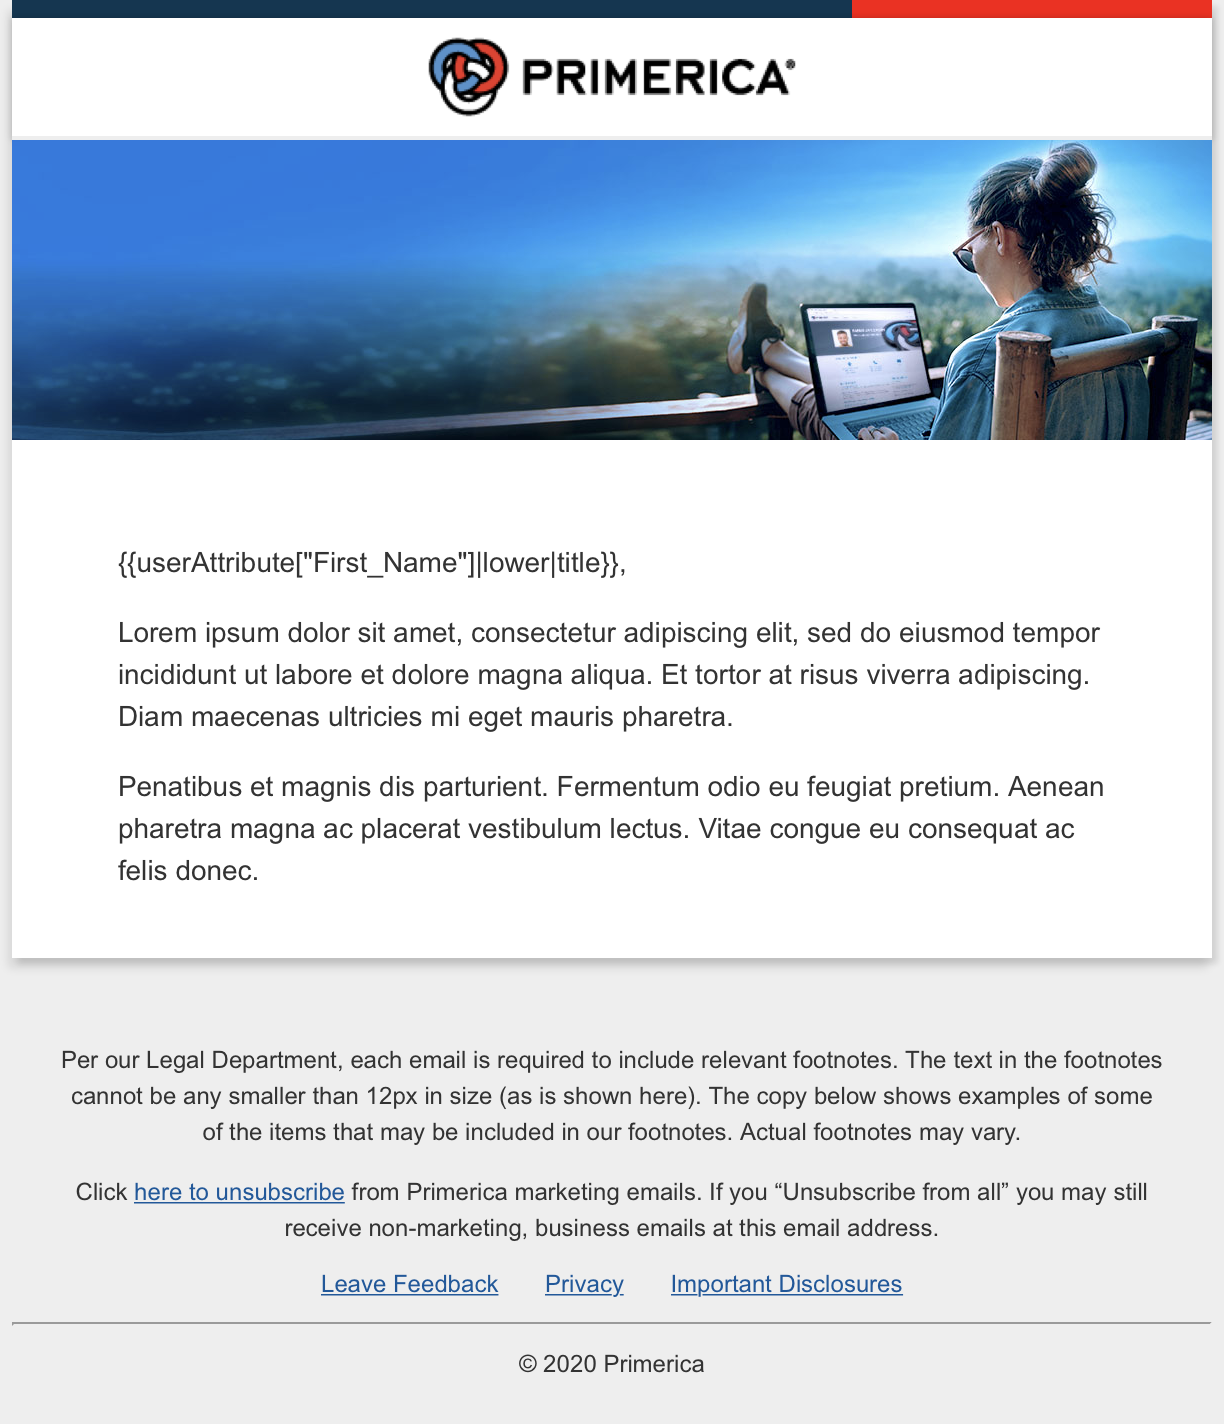 PRIMERICA®
{{userAttribute["First_Name"]|lower|title}},
Lorem ipsum dolor sit amet, consectetur adipiscing elit, sed do eiusmod tempor
incididunt ut labore et dolore magna aliqua. Et tortor at risus viverra adipiscing.
Diam maecenas ultricies mi eget mauris pharetra.
Penatibus et magnis dis parturient. Fermentum odio eu feugiat pretium. Aenean
pharetra magna ac placerat vestibulum lectus. Vitae congue eu consequat ac
felis donec.
Per our Legal Department, each email is required to include relevant footnotes. The text in the footnotes
cannot be any smaller than 12px in size (as is shown here). The copy below shows examples of some
of the items that may be included in our footnotes. Actual footnotes may vary.
Click here to unsubscribe from Primerica marketing emails. If you “Unsubscribe from all” you may still
receive non-marketing, business emails at this email address.
Leave Feedback Privacy Important Disclosures
© 2020 Primerica